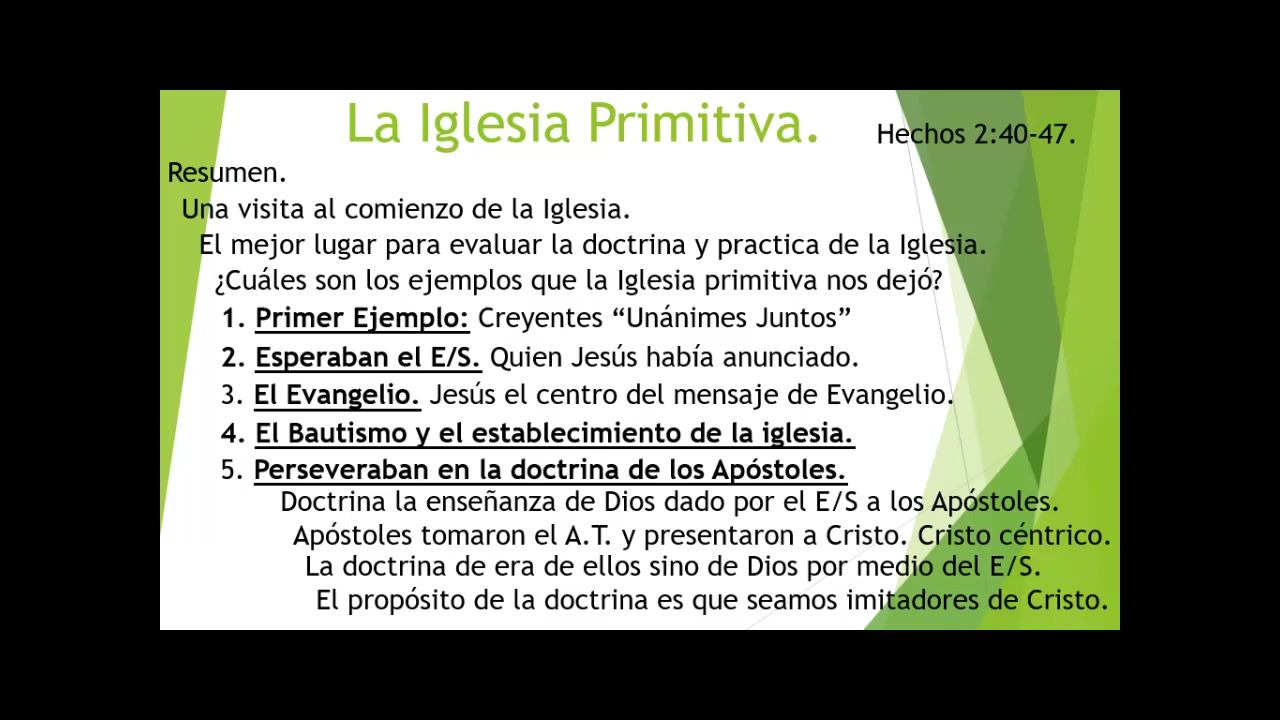 La Iglesia Primitiva.
Hechos 2:40-47.
Resumen.
Una visita al comienzo de la Iglesia.
El mejor lugar para evaluar la doctrina y practica de la Iglesia.
¿Cuáles son los ejemplos que la Iglesia primitiva nos dejó?
1. Primer Ejemplo: Creyentes “Unánimes Juntos”
2. Esperaban el E/S. Quien Jesús había anunciado.
3. El Evangelio. Jesús el centro del mensaje de Evangelio.
4. El Bautismo y el establecimiento de la iglesia.
5. Perseveraban en la doctrina de los Apóstoles.
Doctrina la enseñanza de Dios dado por el E/S a los Apóstoles.
Apóstoles tomaron el A.T. y presentaron a Cristo. Cristo céntrico.
La doctrina de era de ellos sino de Dios por medio del E/S.
El propósito de la doctrina es que seamos imitadores de Cristo.